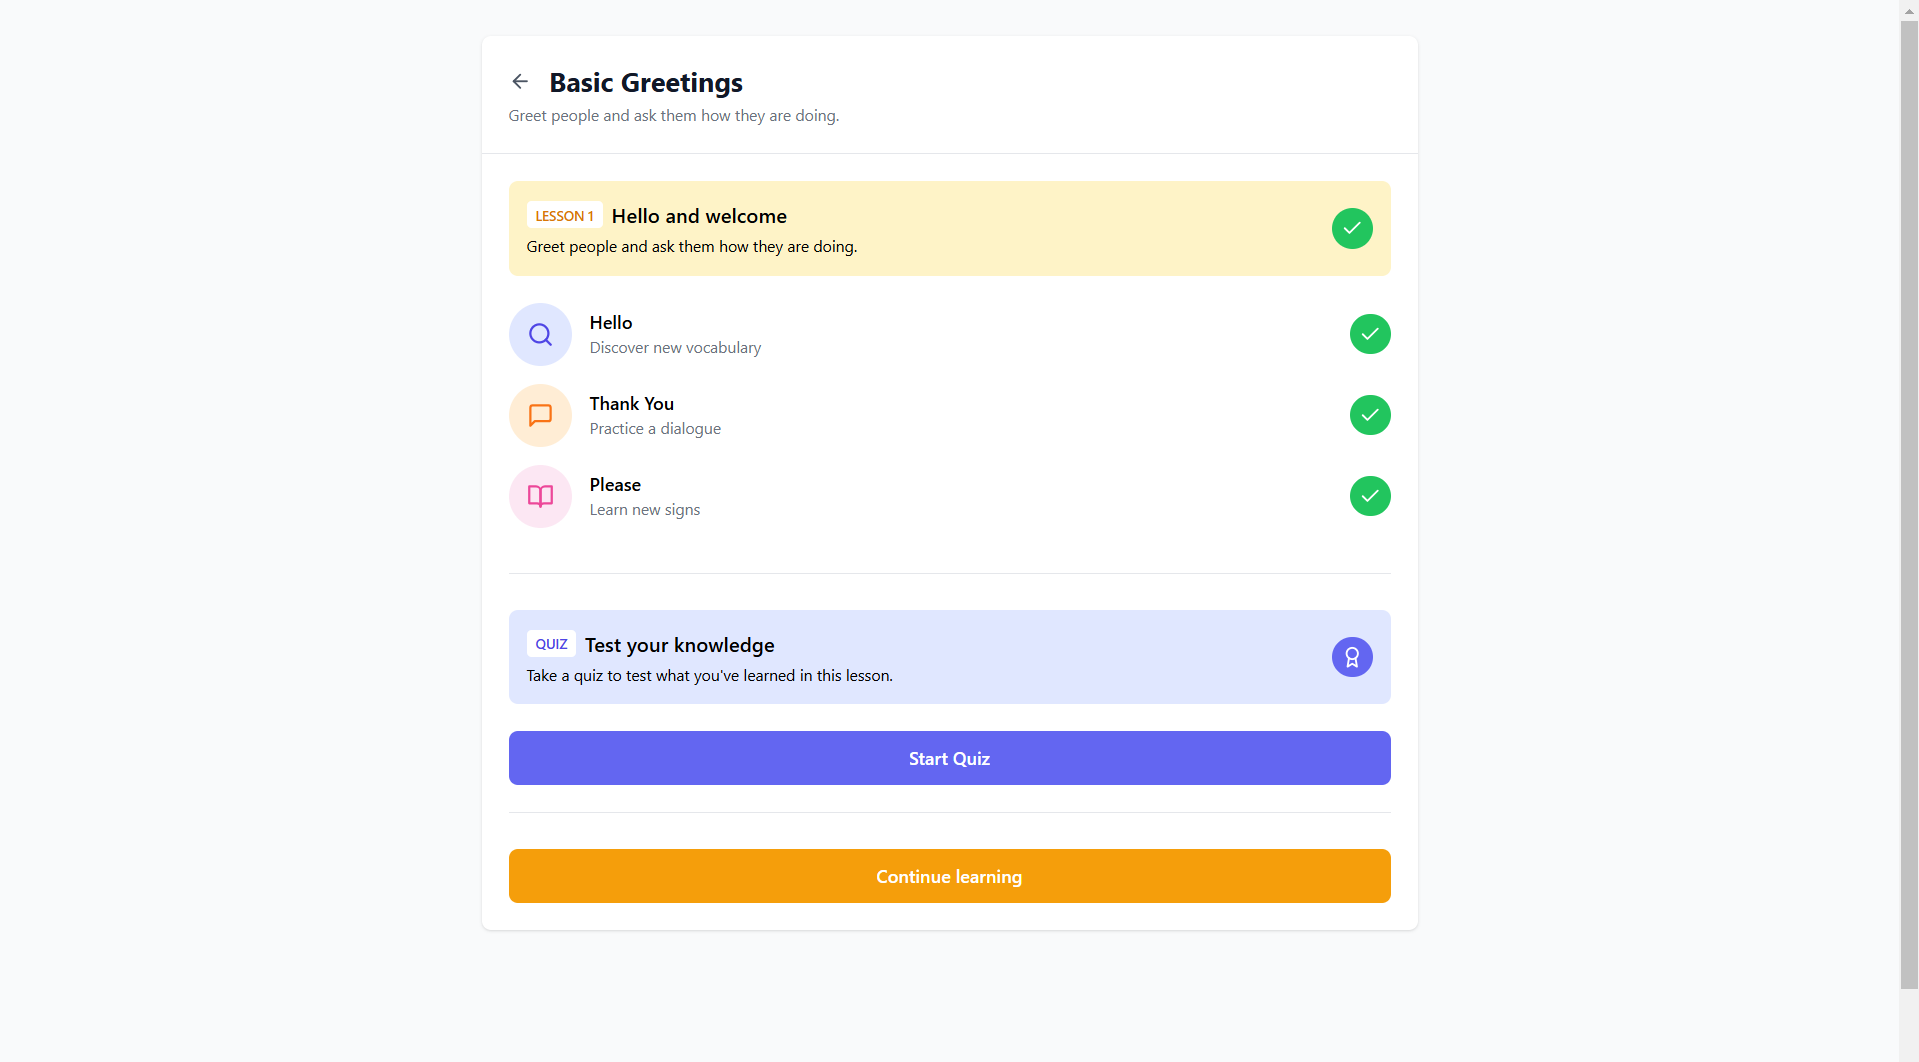 Basic Greetings
Greet people and ask them how they are doing.
LESSON 1 Hello and welcome
Greet people and ask them how they are doing.
Hello
Discover new vocabulary
Thank You
Practice a dialogue
Please
Learn new signs
QUIZ Test your knowledge
Take a quiz to test what you've learned in this lesson.
Start Quiz
Continue learning